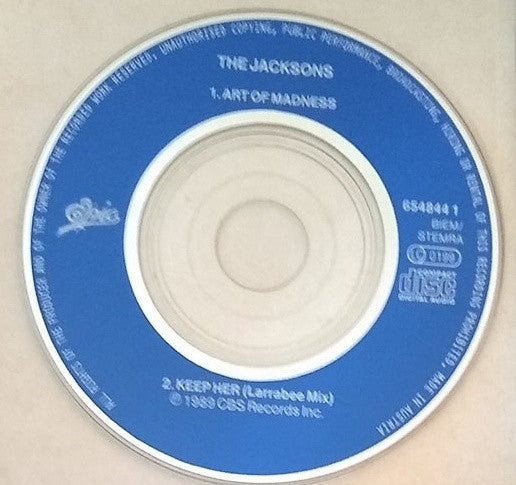 ALL RIGHTS OF THE PRODUCER AND OF THE OWNER OF THE RECORDED WORK RESERVED. UNAUTHORISED COPYING, PUBLIC PERFORMANCE, BROADCASTING, HIRING OR RENTAL OF THIS RECORDING PROHIBITED. MADE IN AUSTRIA
THE JACKSONS
1. ART OF MADNESS
Epic
654844 1
BIEM/
STEMRA
COMPACT
disc
DIGITAL AUDIO
2. KEEP HER (Larrabee Mix)
℗ 1989 CBS Records Inc.